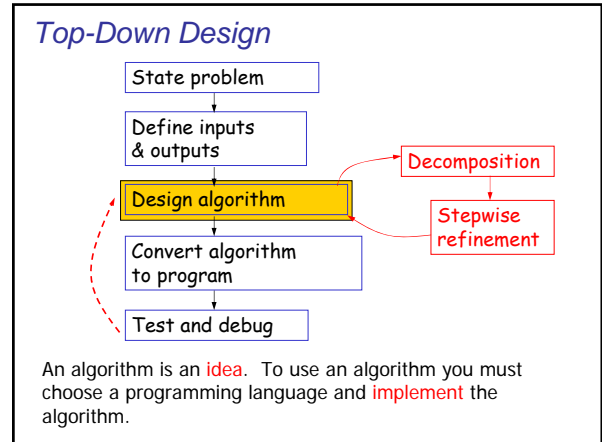 Top-Down Design
State problem
Define inputs
& outputs
Design algorithm
Decomposition
Stepwise
refinement
Convert algorithm
to program
Test and debug
An algorithm is an idea. To use an algorithm you must
choose a programming language and implement the
algorithm.